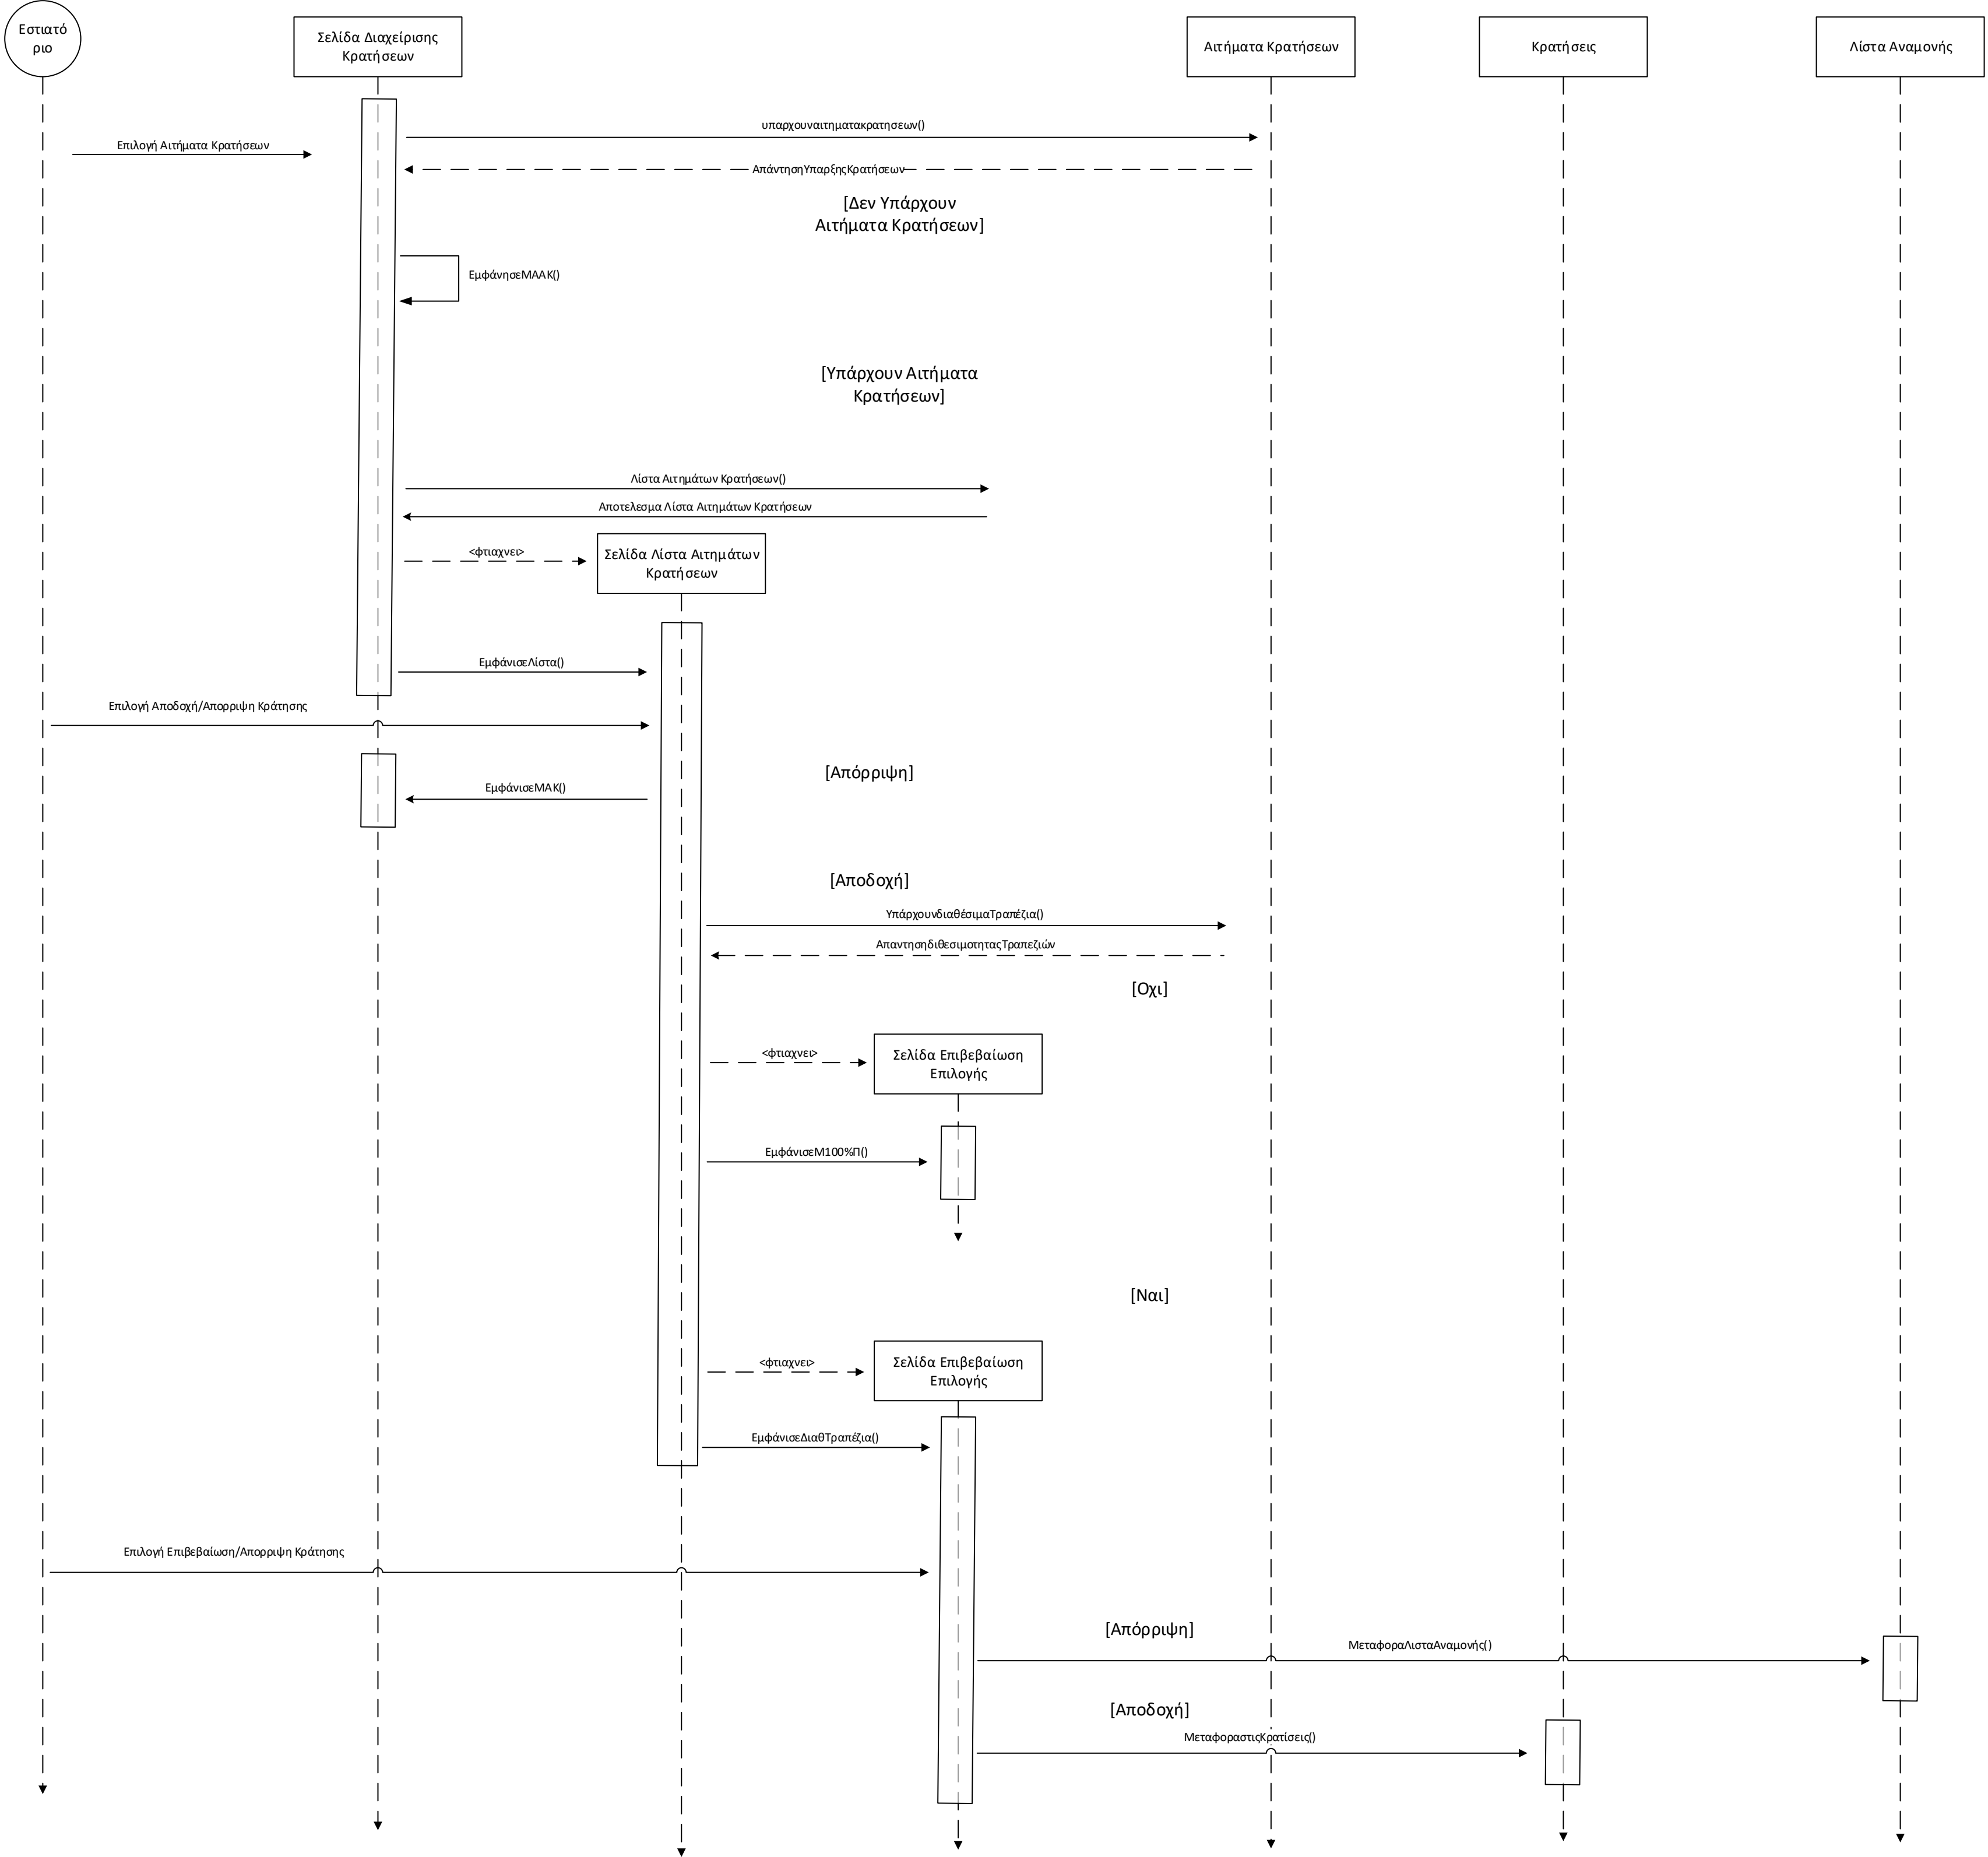 Εστιατό
ριο
Σελίδα Διαχείρισης
Κρατήσεων
Αιτήματα Κρατήσεων
Κρατήσεις
Λίστα Αναμονής
υπαρχουναιτηματακρατησεων()
Επιλογή Αιτήματα Κρατήσεων
ΑπάντησηΥπαρξηςΚρατήσεων
[Δεν Υπάρχουν
Αιτήματα Κρατήσεων]
ΕμφάνησεΜΑΑΚ()
[Υπάρχουν Αιτήματα
Κρατήσεων]
Λίστα Αιτημάτων Κρατήσεων()
Αποτελεσμα Λίστα Αιτημάτων Κρατήσεων
<φτιαχνει>
Σελίδα Λίστα Αιτημάτων
Κρατήσεων
ΕμφάνισεΛίστα()
Επιλογή Αποδοχή/Απορριψη Κράτησης
[Απόρριψη]
ΕμφάνισεΜΑΚ()
[Αποδοχή]
ΥπάρχουνδιαθέσιμαΤραπέζια()
ΑπαντησηδιθεσιμοτηταςΤραπεζιών
[Οχι]
<φτιαχνει>
Σελίδα Επιβεβαίωση
Επιλογής
ΕμφάνισεΜ100%Π()
[Ναι]
<φτιαχνει>
Σελίδα Επιβεβαίωση
Επιλογής
ΕμφάνισεΔιαθΤραπέζια()
Επιλογή Επιβεβαίωση/Απορριψη Κράτησης
[Απόρριψη]
ΜεταφοραΛισταΑναμονής()
[Αποδοχή]
ΜεταφοραστιςΚρατίσεις()